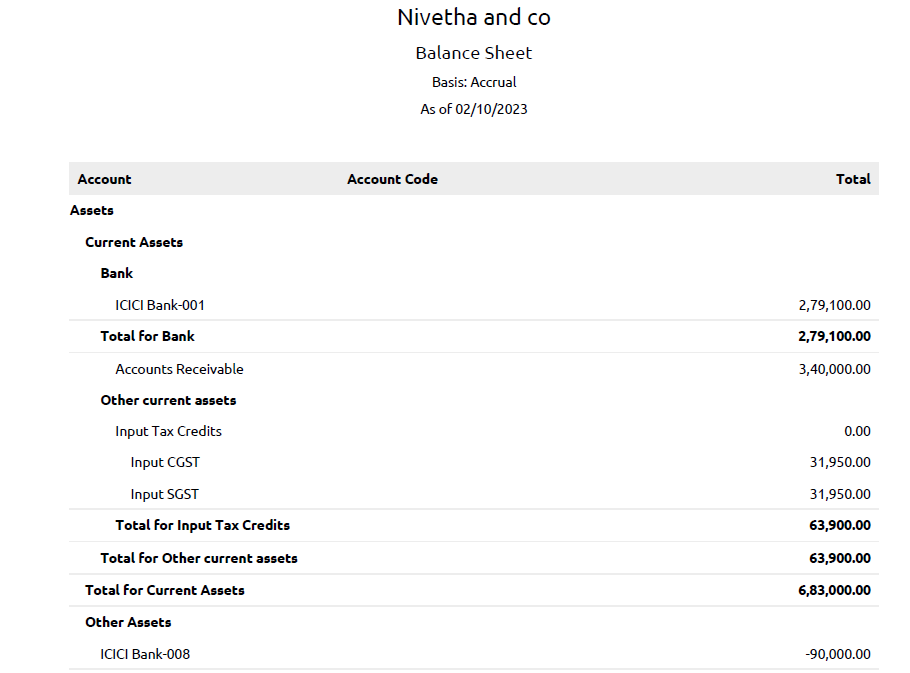 Nivetha and co
Balance Sheet
Basis: Accrual
As of 02/10/2023
Account Account Code Total
Assets
Current Assets
Bank
ICICI Bank-001 2,79,100.00
Total for Bank 2,79,100.00
Accounts Receivable 3,40,000.00
Other current assets
Input Tax Credits 0.00
Input CGST 31,950.00
Input SGST 31,950.00
Total for Input Tax Credits 63,900.00
Total for Other current assets 63,900.00
Total for Current Assets 6,83,000.00
Other Assets
ICICI Bank-008 -90,000.00